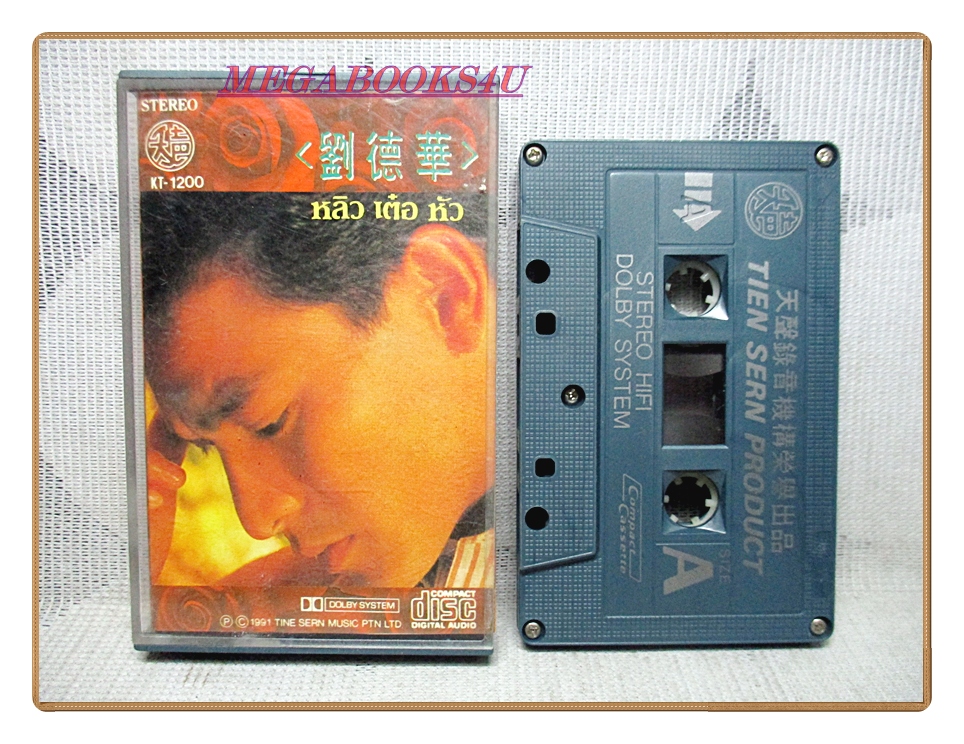 MEGABOOKS4U
STEREO
KT-1200
〈劉德華〉
หลิว เต๋อ หัว
DOLBY SYSTEM
COMPACT
disc
DIGITAL AUDIO
Ⓟ Ⓒ 1991 TINE SERN MUSIC PTN LTD
天聲錄音機構榮譽出品
TIEN SERN PRODUCT
STEREO HIFI
DOLBY SYSTEM
Compact
Cassette
SIZE
A